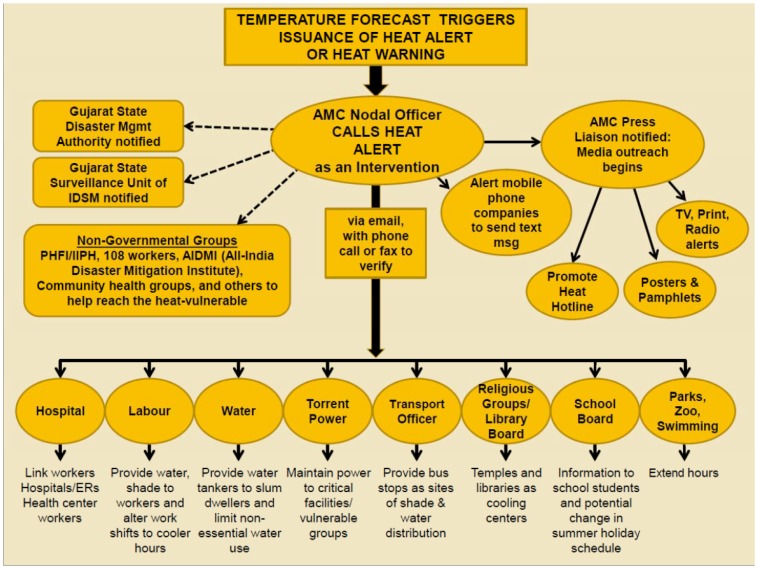 TEMPERATURE FORECAST TRIGGERS
ISSUANCE OF HEAT ALERT
OR HEAT WARNING
Gujarat State
Disaster Mgmt
Authority notified
AMC Nodal Officer
CALLS HEAT
ALERT
as an Intervention
AMC Press
Liaison notified:
Media outreach
begins
Gujarat State
Surveillance Unit of
IDSM notified
Alert mobile
phone
companies
to send text
msg
TV, Print,
Radio
alerts
Non-Governmental Groups
PHFI/IIPH, 108 workers, AIDMI (All-India
Disaster Mitigation Institute),
Community health groups, and others to
help reach the heat-vulnerable
via email,
with phone
call or fax to
verify
Promote
Heat
Hotline
Posters &
Pamphlets
Hospital
Labour
Water
Torrent
Power
Transport
Officer
Religious
Groups/
Library
Board
School
Board
Parks,
Zoo,
Swimming
Link workers
Hospitals/ERs
Health center
workers
Provide water,
shade to
workers and
alter work
shifts to cooler
hours
Provide water
tankers to slum
dwellers and
limit non-
essential water
use
Maintain power
to critical
facilities/
vulnerable
groups
Provide bus
stops as sites
of shade &
water
distribution
Temples and
libraries as
cooling
centers
Information to
school students
and potential
change in
summer holiday
schedule
Extend hours